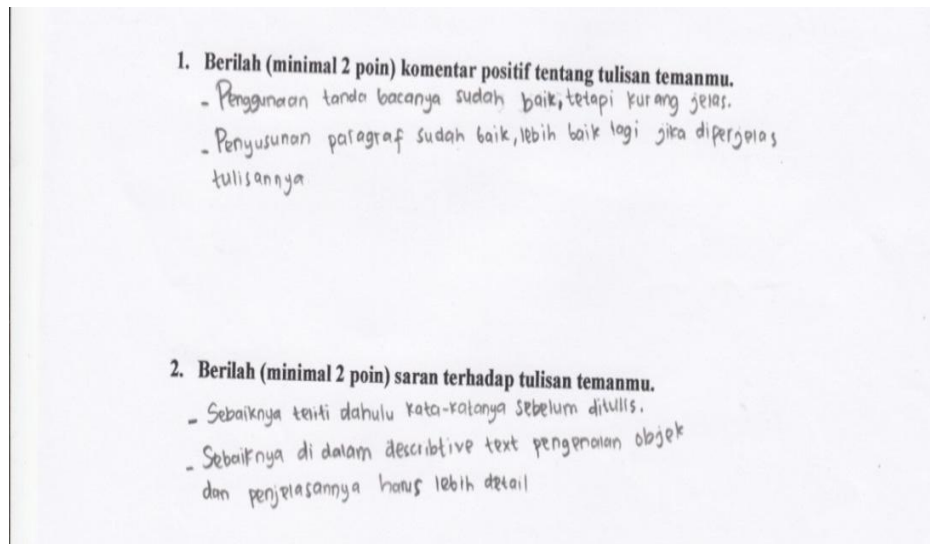 1. Berilah (minimal 2 poin) komentar positif tentang tulisan temanmu.
- Penggunaan tanda bacanya sudah baik, tetapi kurang jelas.
- Penyusunan paragraf sudah baik, lebih baik lagi jika diperjelas
tulisannya
2. Berilah (minimal 2 poin) saran terhadap tulisan temanmu.
- Sebaiknya teliti dahulu kata-katanya sebelum ditulis.
- Sebaiknya di dalam describtive text pengenalan objek
dan penjelasannya harus lebih detail